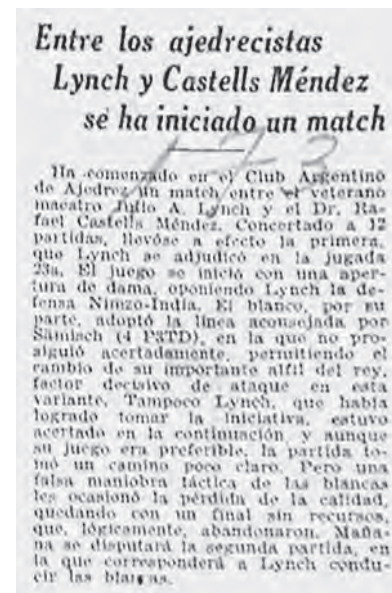 Entre los ajedrecistas
Lynch y Castells Méndez
se ha iniciado un match
Ha comenzado en el Club Argentino
de Ajedrez un match entre el veterano
maestro Julio A. Lynch y el Dr. Ra-
fael Castells Méndez. Concertado a 12
partidas, llevóse a efecto la primera,
que Lynch se adjudicó en la jugada
23a. El juego se inició con una aper-
tura de dama, oponiendo Lynch la de-
fensa Nimzo-India. El blanco, por su
parte, adoptó la línea aconsejada por
Sämisch (4 P3TD), en la que no pro-
siguió acertadamente, permitiendo el
cambio de su importante alfil del rey,
factor decisivo de ataque en esta
variante. Tampoco Lynch, que había
logrado tomar la iniciativa, estuvo
acertado en la continuación y aunque
su juego era preferible, la partida to-
mó un camino poco claro. Pero una
falsa maniobra táctica de las blancas
les ocasionó la pérdida de la calidad,
quedando con un final sin recursos,
que, lógicamente, abandonaron. Maña-
na se disputará la segunda partida, en
la que corresponderá a Lynch condu-
cir las blancas.